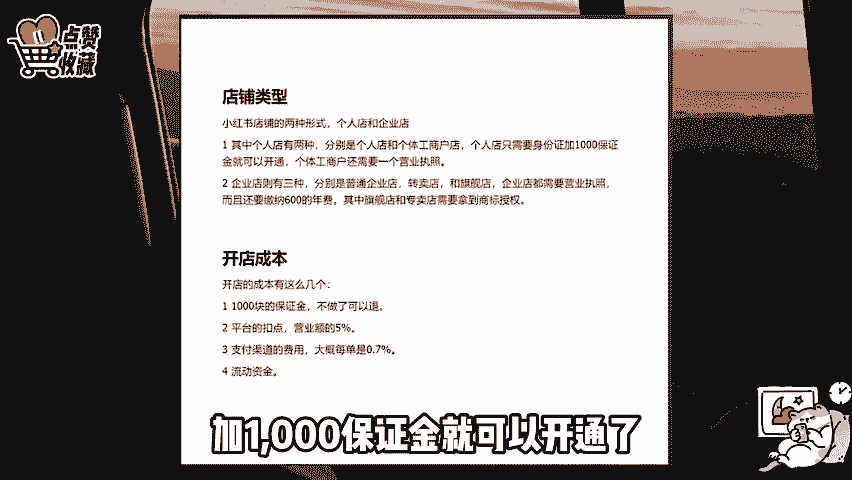 点赞
收藏
店铺类型
小红书店铺的两种形式，个人店和企业店
1 其中个人店有两种，分别是个人店和个体工商户店，个人店只需要身份证加1000保证
金就可以开通，个体工商户还需要一个营业执照。
2 企业店则有三种，分别是普通企业店，转卖店，和旗舰店，企业店都需要营业执照，
而且还要缴纳600的年费。其中旗舰店和专卖店需要拿到商标授权。
开店成本
开店的成本有这么几个：
1 1000块的保证金，不做了可以退。
2 平台的扣点，营业额的5%。
3 支付渠道的费用，大概每单是0.7%。
4 流动资金。
加1,000保证金就可以开通了